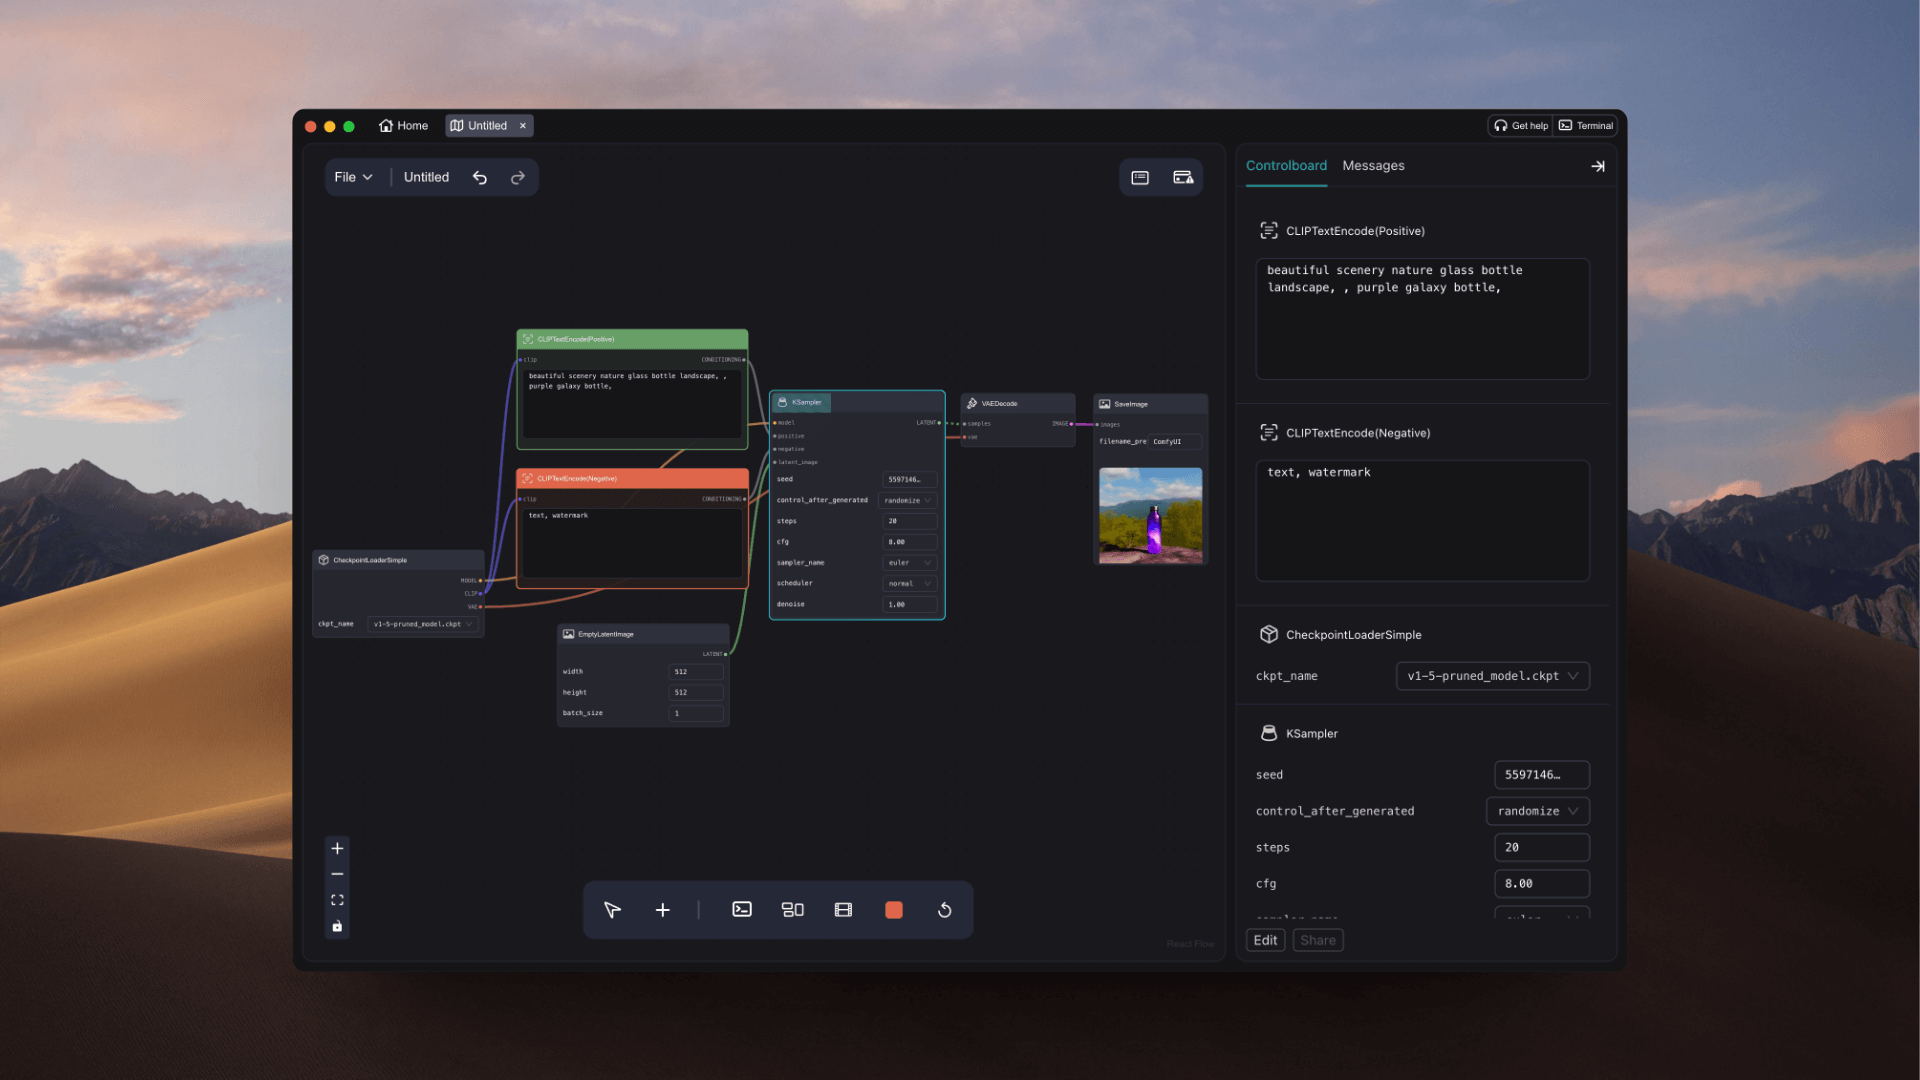 Home
Untitled
Get help
Terminal
File
Untitled
CLIPTextEncode(Positive)
clip
CONDITIONING
beautiful scenery nature glass bottle landscape, ,
purple galaxy bottle,
CLIPTextEncode(Negative)
clip
CONDITIONING
text, watermark
CheckpointLoaderSimple
MODEL
CLIP
VAE
ckpt_name
v1-5-pruned_model.ckpt
EmptyLatentImage
LATENT
width
512
height
512
batch_size
1
KSampler
model
LATENT
positive
negative
latent_image
seed
5597146…
control_after_generated
randomize
steps
20
cfg
8.00
sampler_name
euler
scheduler
normal
denoise
1.00
VAEDecode
samples
IMAGE
vae
SaveImage
images
filename_pre
ComfyUI
React Flow
Controlboard
Messages
CLIPTextEncode(Positive)
beautiful scenery nature glass bottle
landscape, , purple galaxy bottle,
CLIPTextEncode(Negative)
text, watermark
CheckpointLoaderSimple
ckpt_name
v1-5-pruned_model.ckpt
KSampler
seed
5597146…
control_after_generated
randomize
steps
20
cfg
8.00
Edit
Share